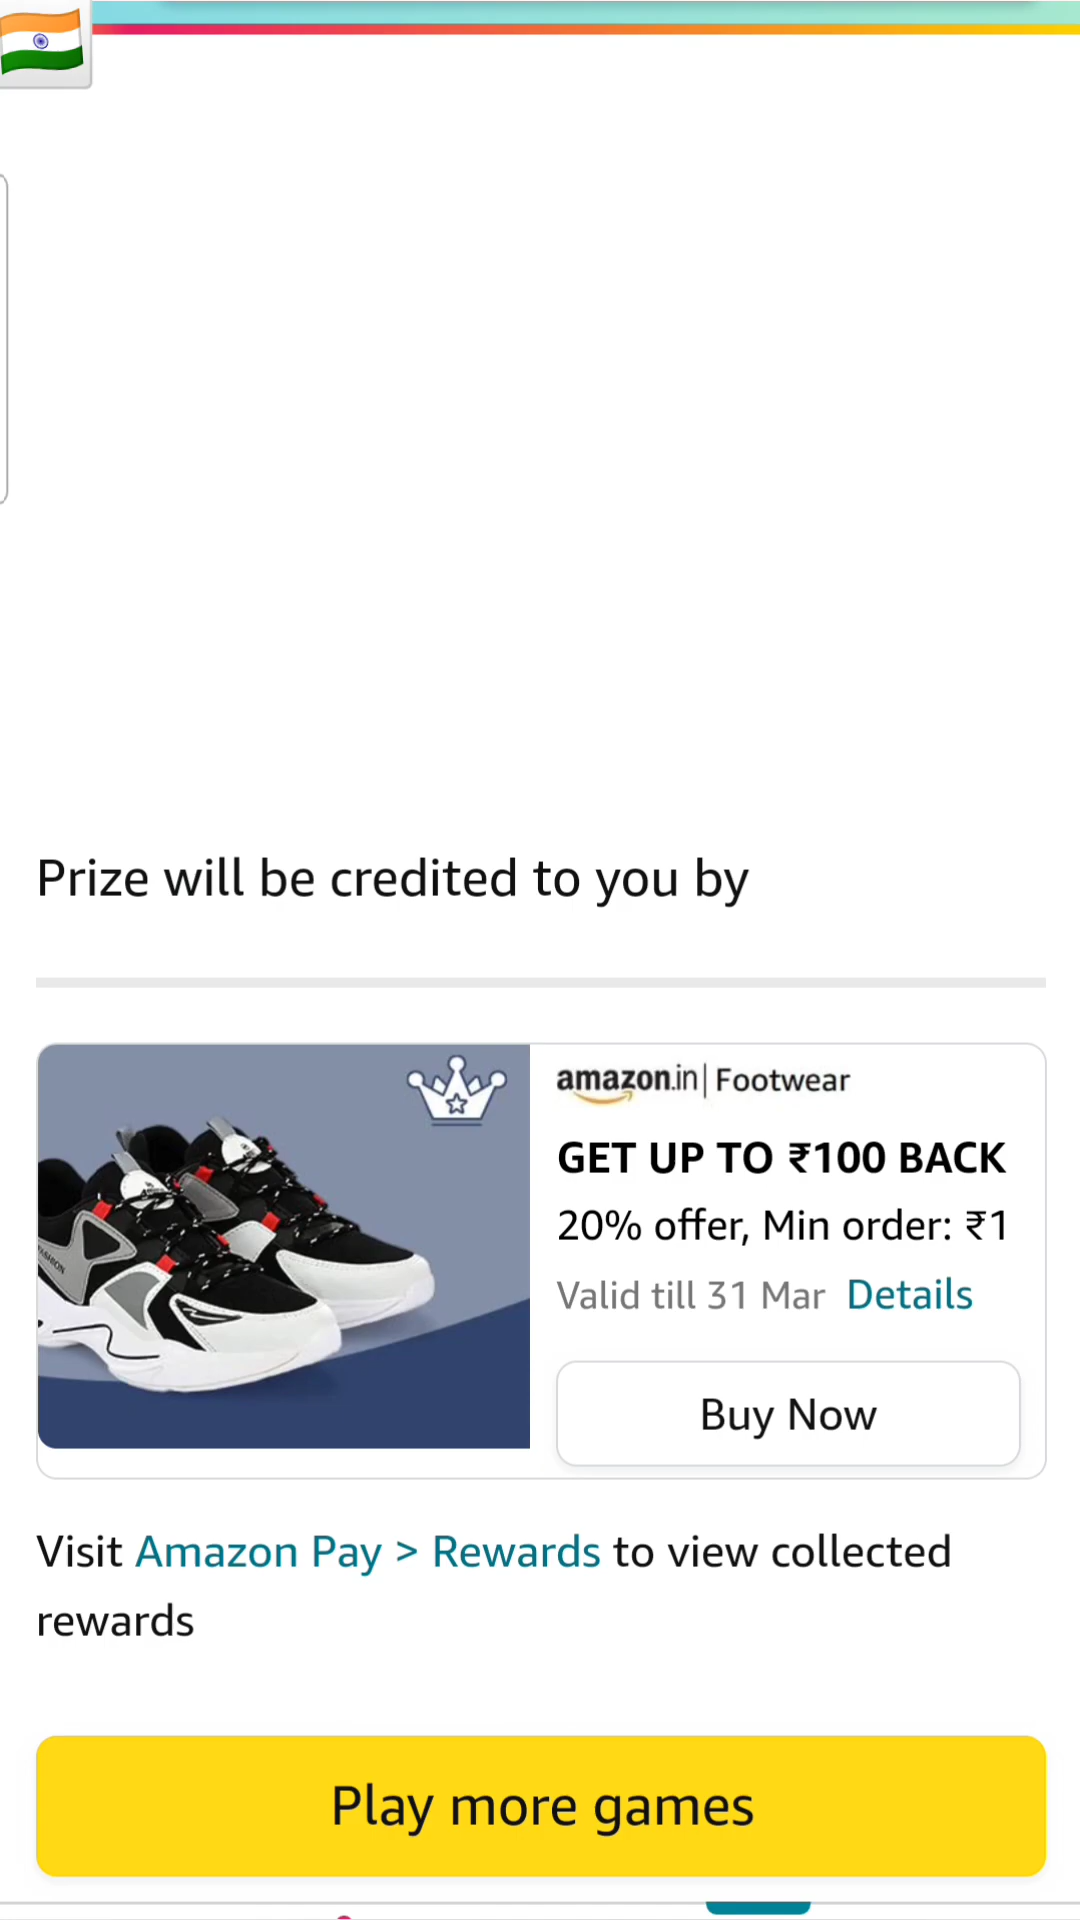 Prize will be credited to you by
amazon.in | Footwear
GET UP TO ₹100 BACK
20% offer, Min order: ₹1
Valid till 31 Mar Details
Buy Now
Visit Amazon Pay > Rewards to view collected
rewards
Play more games